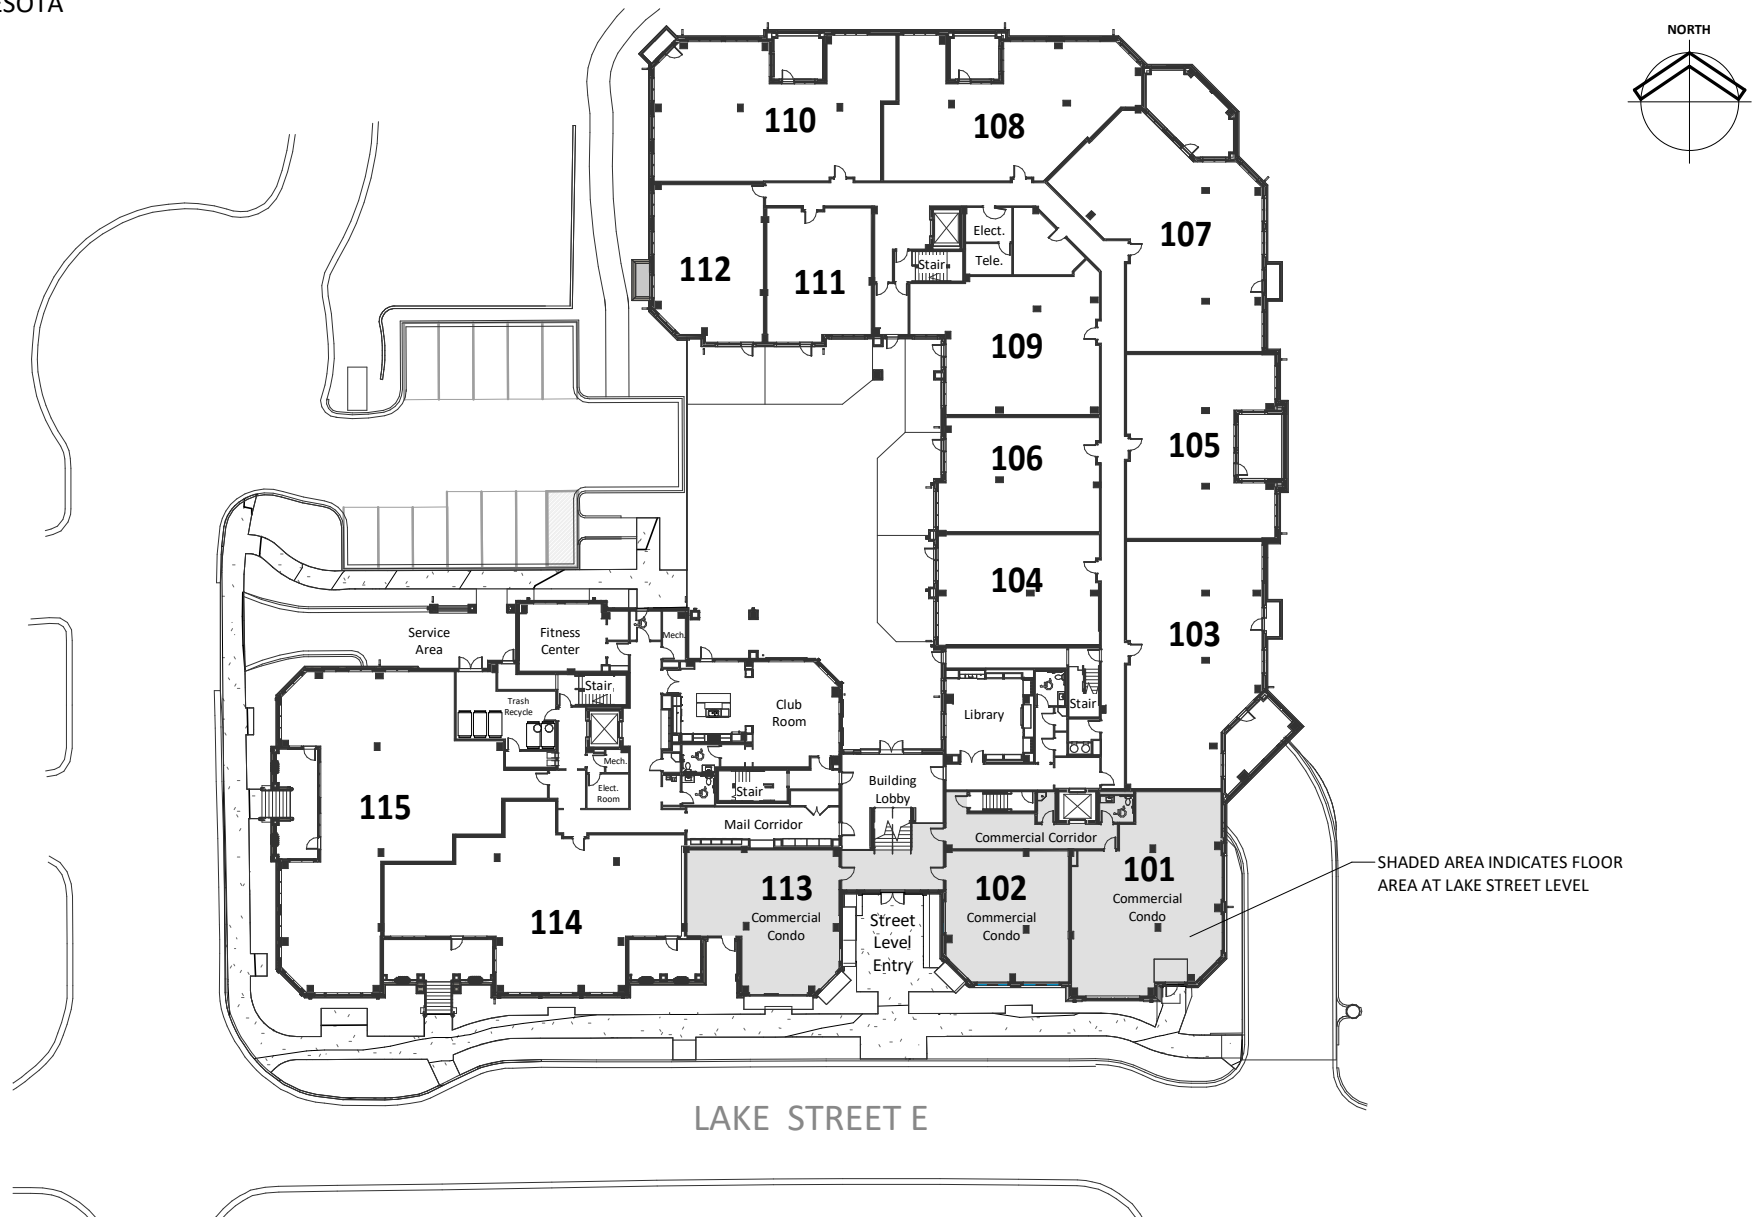 NORTH
110
108
107
Elect.
Stair
Tele.
112
111
109
105
106
104
103
Service
Area
Fitness
Center
Mech.
Stair
Trash
Recycle
Club
Room
Library
Stair
Mech.
Elect.
Room
Stair
Building
Lobby
115
Mail Corridor
Commercial Corridor
101
Commercial
Condo
SHADED AREA INDICATES FLOOR
AREA AT LAKE STREET LEVEL
113
Commercial
Condo
102
Commercial
Condo
114
Street
Level
Entry
LAKE STREET E